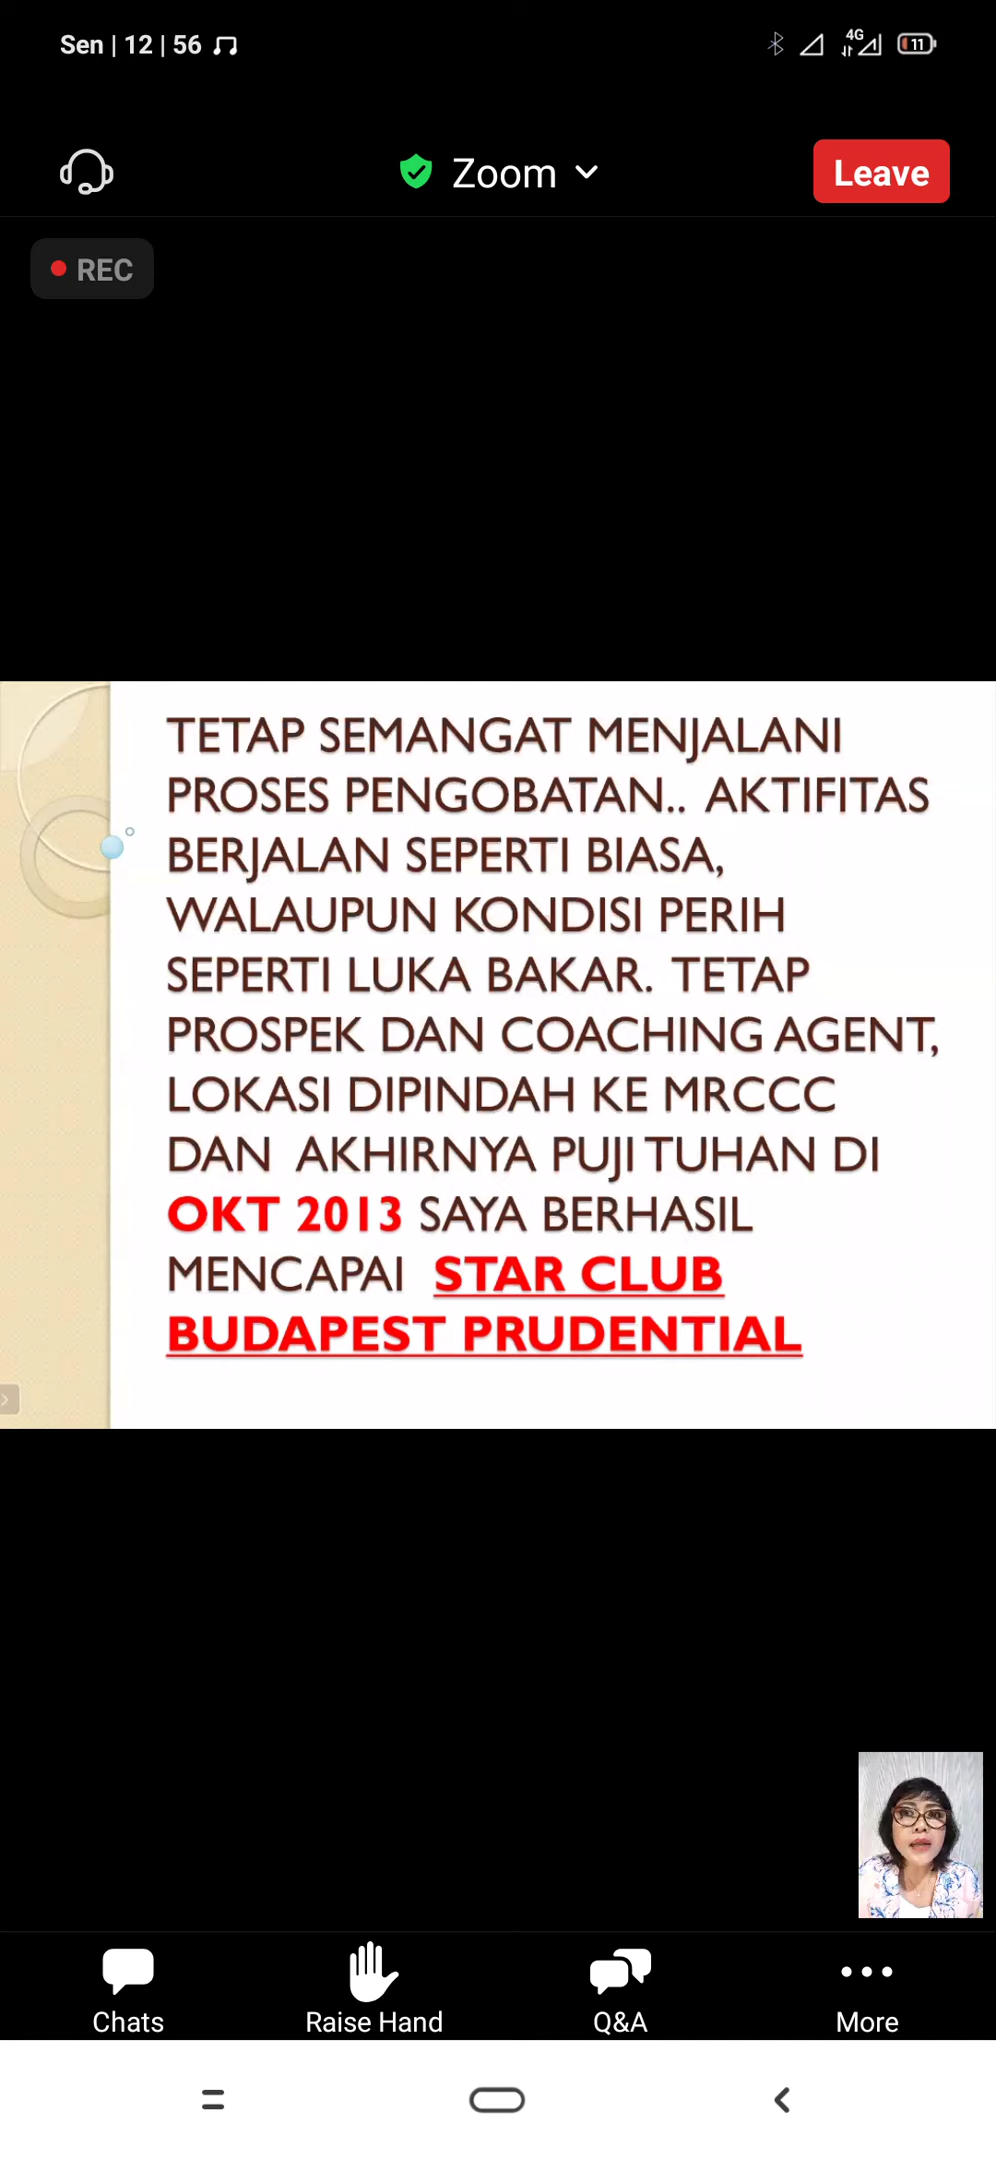 Sen | 12 | 56
4G
11
Zoom
Leave
REC
TETAP SEMANGAT MENJALANI
PROSES PENGOBATAN.. AKTIFITAS
BERJALAN SEPERTI BIASA,
WALAUPUN KONDISI PERIH
SEPERTI LUKA BAKAR. TETAP
PROSPEK DAN COACHING AGENT,
LOKASI DIPINDAH KE MRCCC
DAN AKHIRNYA PUJI TUHAN DI
OKT 2013 SAYA BERHASIL
MENCAPAI STAR CLUB
BUDAPEST PRUDENTIAL
Chats
Raise Hand
Q&A
More